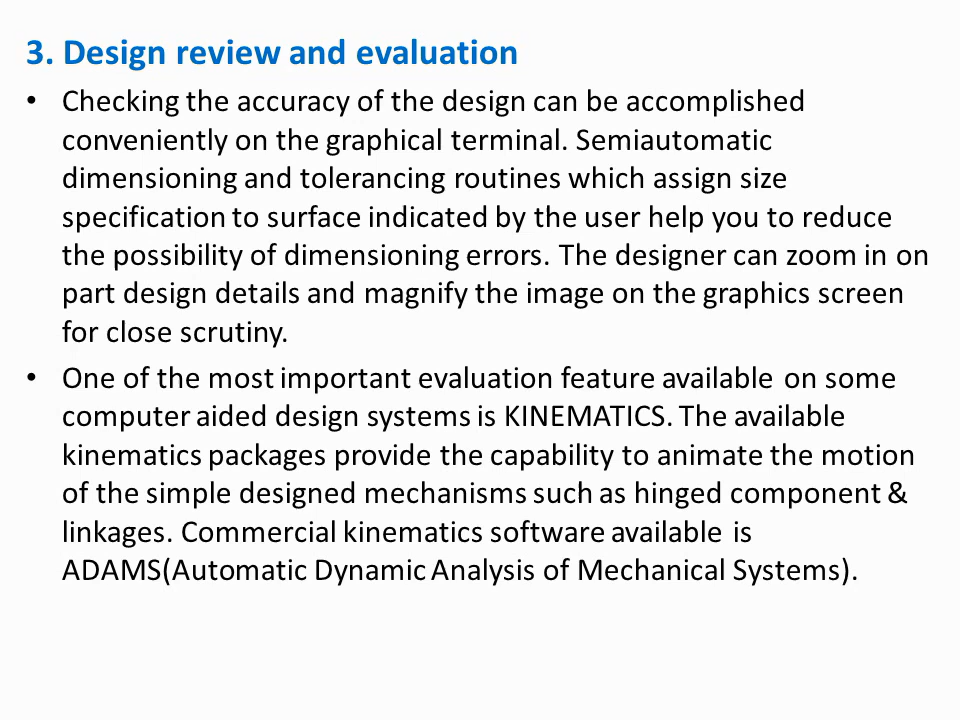 3. Design review and evaluation
• Checking the accuracy of the design can be accomplished
conveniently on the graphical terminal. Semiautomatic
dimensioning and tolerancing routines which assign size
specification to surface indicated by the user help you to reduce
the possibility of dimensioning errors. The designer can zoom in on
part design details and magnify the image on the graphics screen
for close scrutiny.
• One of the most important evaluation feature available on some
computer aided design systems is KINEMATICS. The available
kinematics packages provide the capability to animate the motion
of the simple designed mechanisms such as hinged component &
linkages. Commercial kinematics software available is
ADAMS(Automatic Dynamic Analysis of Mechanical Systems).